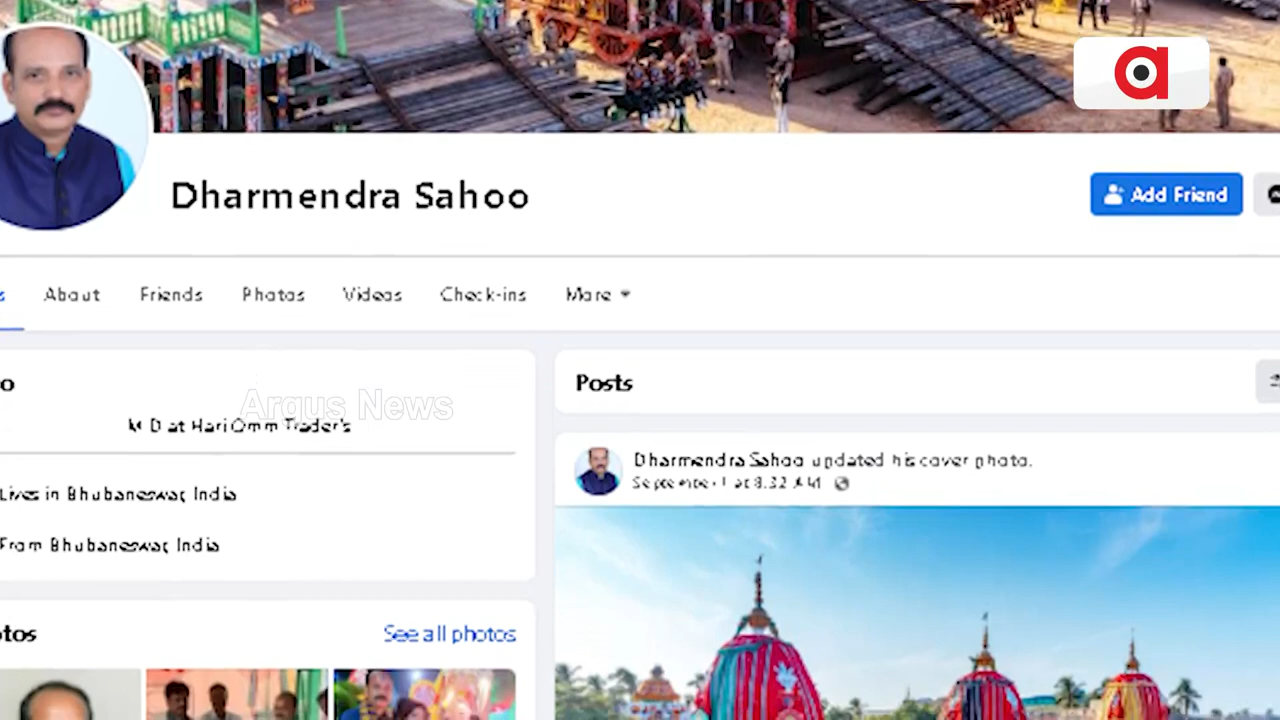 Dharmendra Sahoo
Add Friend
About Friends Photos Videos Check-ins More
Posts
Argus News
M D at Hari Omm Trader's
Dharmendra Sahoo updated his cover photo.
Lives in Bhubaneswar, India
From Bhubaneswar, India
See all photos